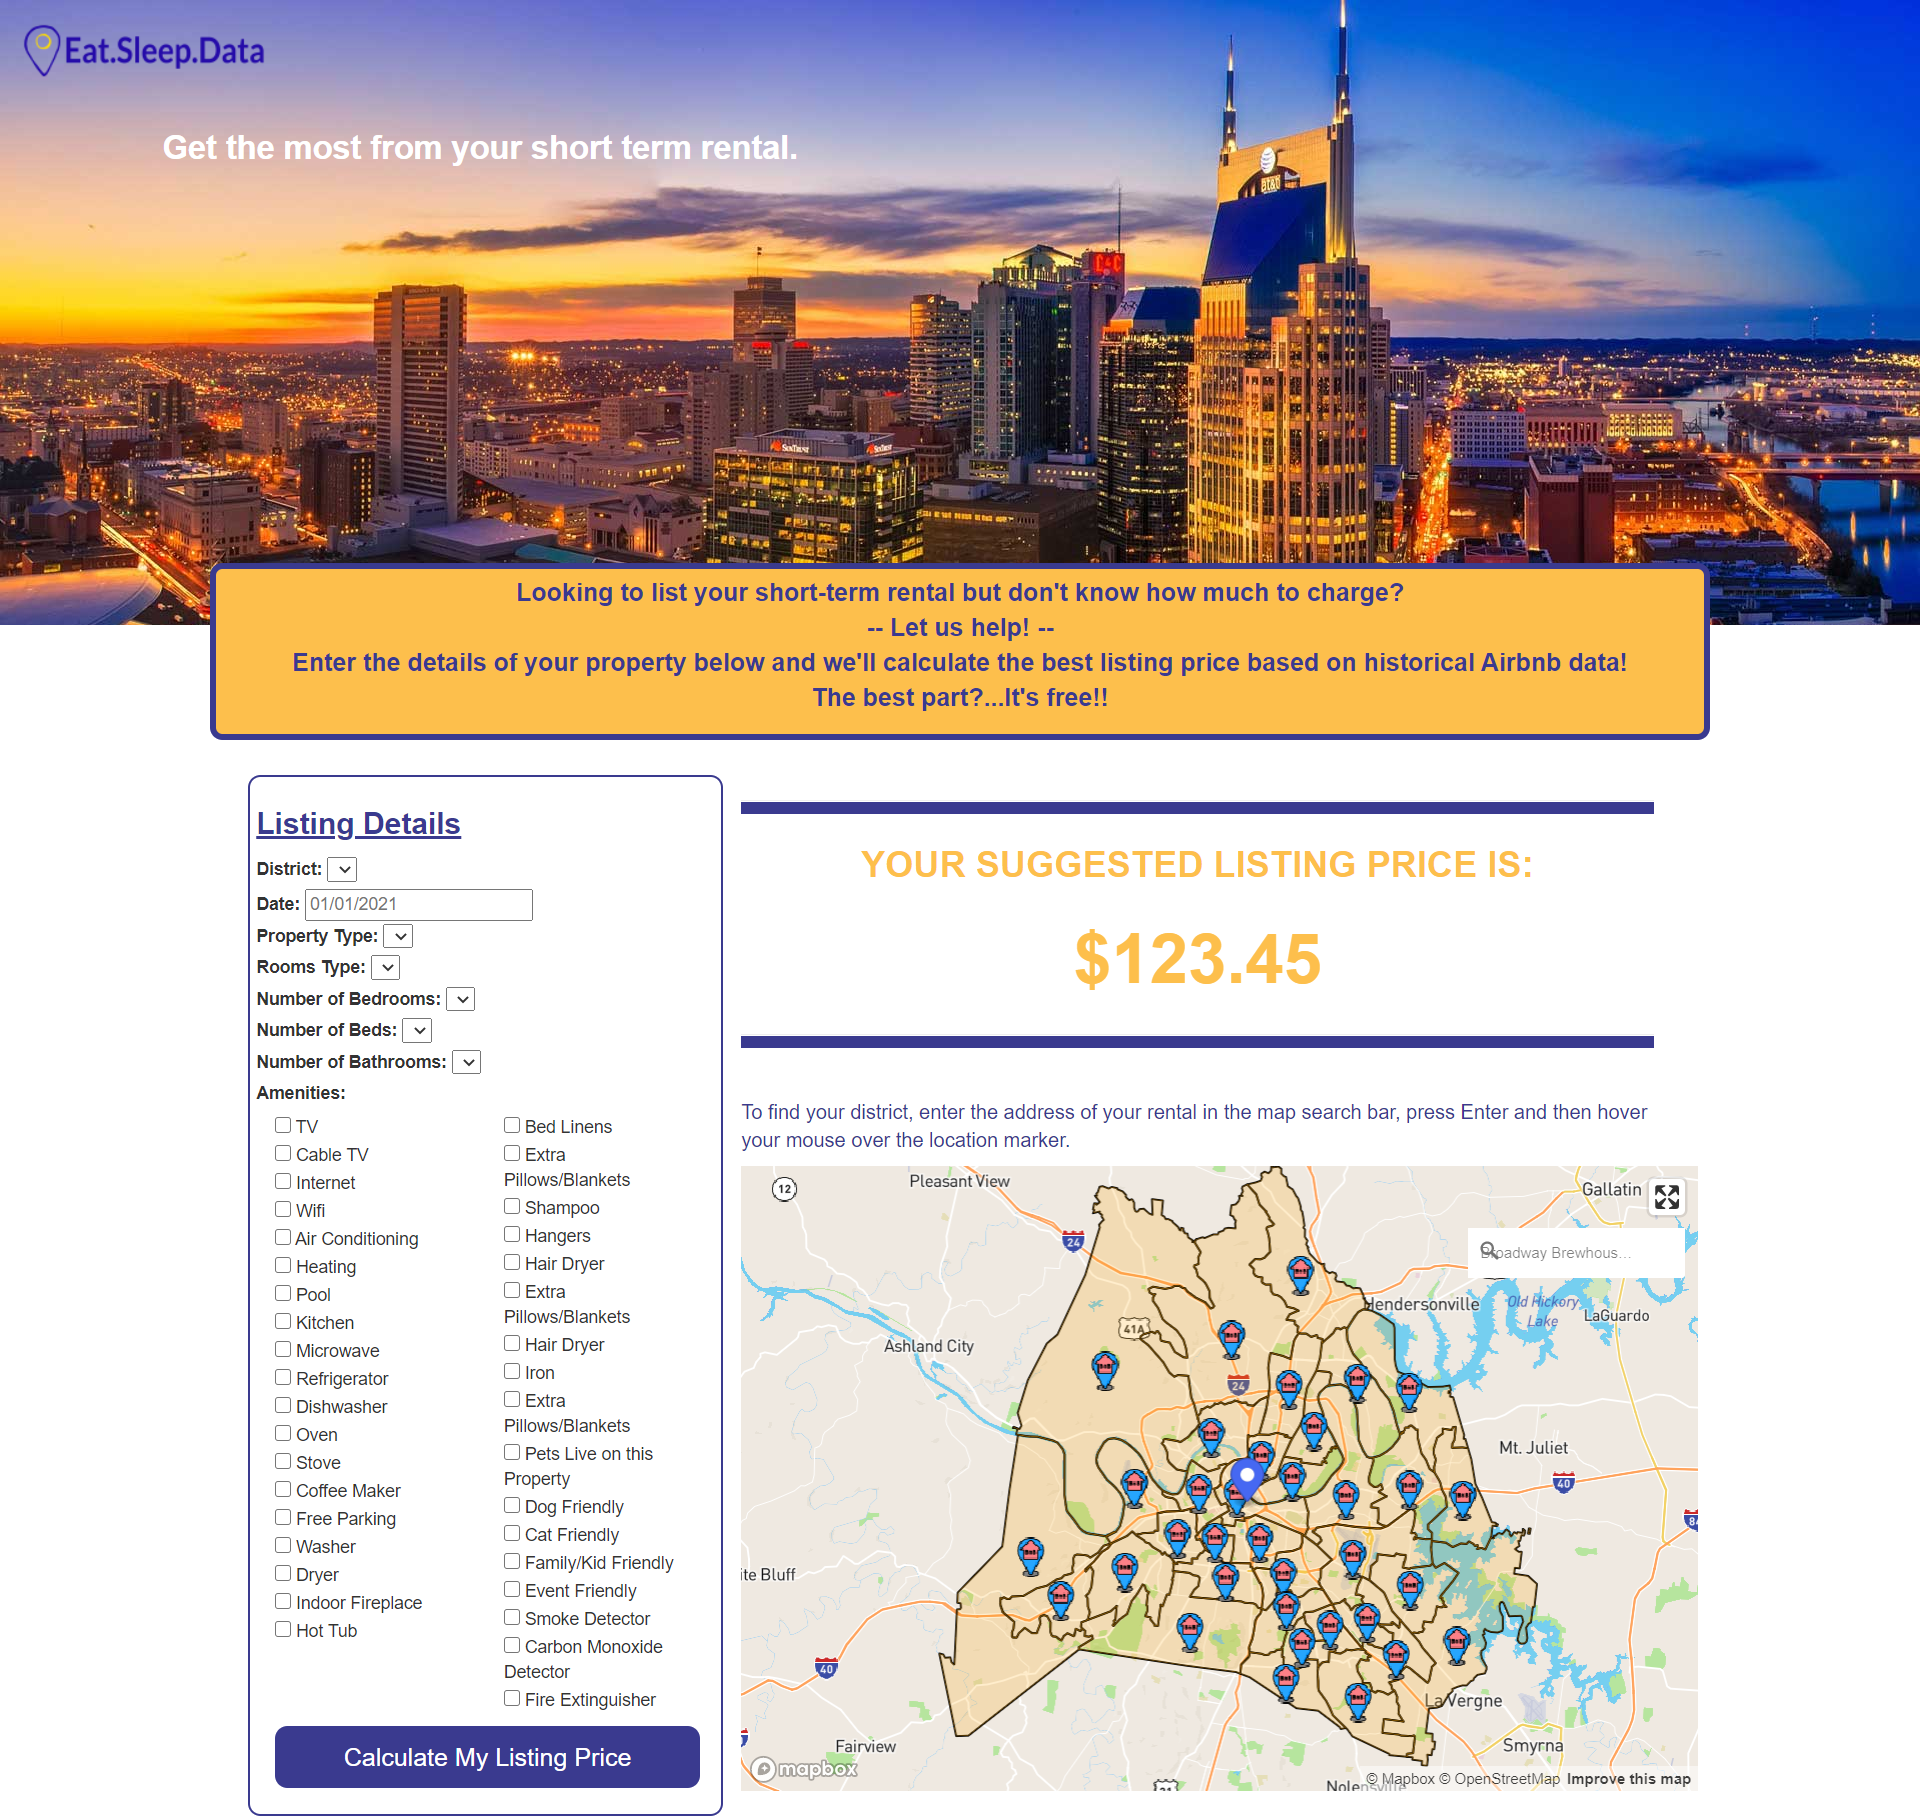 Eat.Sleep.Data
Get the most from your short term rental.
at&t
SunTrust
Looking to list your short-term rental but don't know how much to charge?
-- Let us help! --
Enter the details of your property below and we'll calculate the best listing price based on historical Airbnb data!
The best part?...It's free!!
Listing Details
District:
Date: 01/01/2021
Property Type:
Rooms Type:
Number of Bedrooms:
Number of Beds:
Number of Bathrooms:
Amenities:
TV
Cable TV
Internet
Wifi
Air Conditioning
Heating
Pool
Kitchen
Microwave
Refrigerator
Dishwasher
Oven
Stove
Coffee Maker
Free Parking
Washer
Dryer
Indoor Fireplace
Hot Tub
Bed Linens
Extra
Pillows/Blankets
Shampoo
Hangers
Hair Dryer
Extra
Pillows/Blankets
Hair Dryer
Iron
Extra
Pillows/Blankets
Pets Live on this
Property
Dog Friendly
Cat Friendly
Family/Kid Friendly
Event Friendly
Smoke Detector
Carbon Monoxide
Detector
Fire Extinguisher
Calculate My Listing Price
YOUR SUGGESTED LISTING PRICE IS:
$123.45
To find your district, enter the address of your rental in the map search bar, press Enter and then hover
your mouse over the location marker.
Pleasant View
12
Gallatin
24
Broadway Brewhous...
Hendersonville
Old Hickory
Lake
LaGuardo
41A
Ashland City
24
Mt. Juliet
40
84
ite Bluff
40
La Vergne
Fairview
Smyrna
mapbox
Nolensville
© Mapbox © OpenStreetMap Improve this map